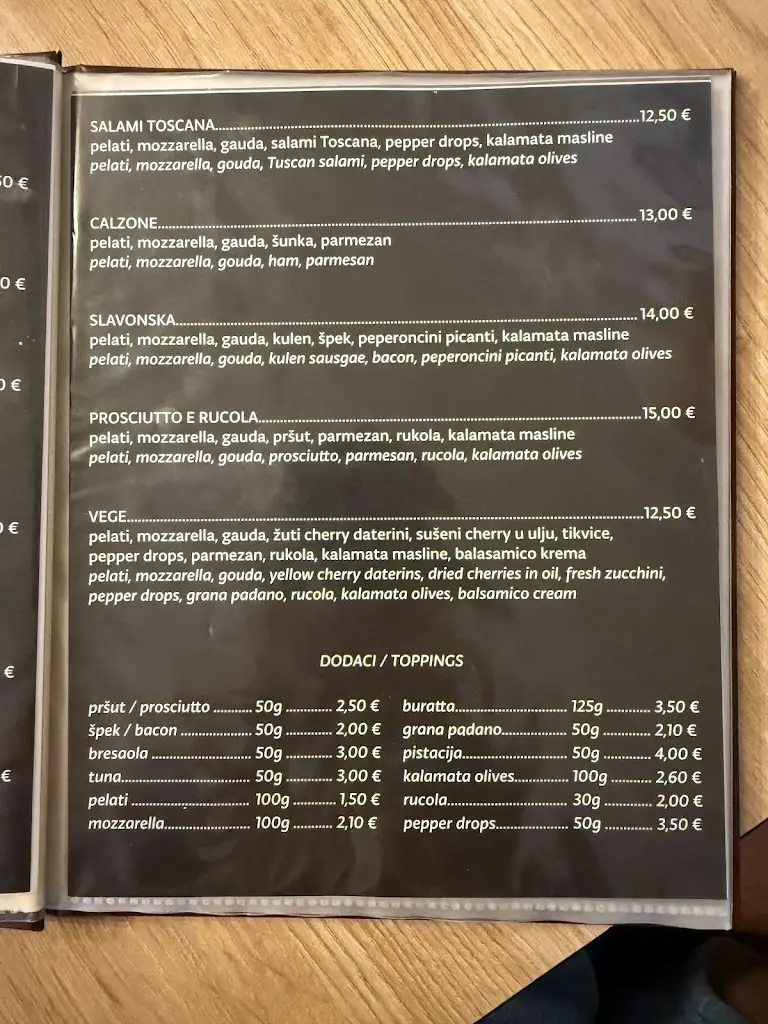 SALAMI TOSCANA..........12,50 €
pelati, mozzarella, gauda, salami Toscana, pepper drops, kalamata masline
pelati, mozzarella, gouda, Tuscan salami, pepper drops, kalamata olives
CALZONE..........13,00 €
pelati, mozzarella, gauda, šunka, parmezan
pelati, mozzarella, gouda, ham, parmesan
SLAVONSKA..........14,00 €
pelati, mozzarella, gauda, kulen, špek, peperoncini picanti, kalamata masline
pelati, mozzarella, gouda, kulen sausgae, bacon, peperoncini picanti, kalamata olives
PROSCIUTTO E RUCOLA..........15,00 €
pelati, mozzarella, gauda, pršut, parmezan, rukola, kalamata masline
pelati, mozzarella, gouda, prosciutto, parmesan, rucola, kalamata olives
VEGE..........12,50 €
pelati, mozzarella, gauda, žuti cherry daterini, sušeni cherry u ulju, tikvice,
pepper drops, parmezan, rukola, kalamata masline, balasamico krema
pelati, mozzarella, gouda, yellow cherry daterins, dried cherries in oil, fresh zucchini,
pepper drops, grana padano, rucola, kalamata olives, balsamico cream
DODACI / TOPPINGS
pršut / prosciutto .......... 50g .......... 2,50 €
špek / bacon .......... 50g .......... 2,00 €
bresaola .......... 50g .......... 3,00 €
tuna.......... 50g .......... 3,00 €
pelati .......... 100g .......... 1,50 €
mozzarella.......... 100g .......... 2,10 €
buratta.......... 125g .......... 3,50 €
grana padano.......... 50g .......... 2,10 €
pistacija.......... 50g .......... 4,00 €
kalamata olives.......... 100g .......... 2,60 €
rucola.......... 30g .......... 2,00 €
pepper drops.......... 50g .......... 3,50 €